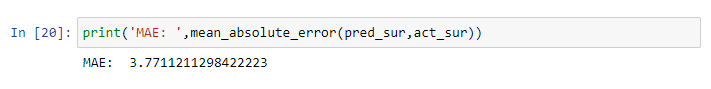 In [20]: print('MAE: ',mean_absolute_error(pred_sur,act_sur))
MAE:  3.7711211298422223